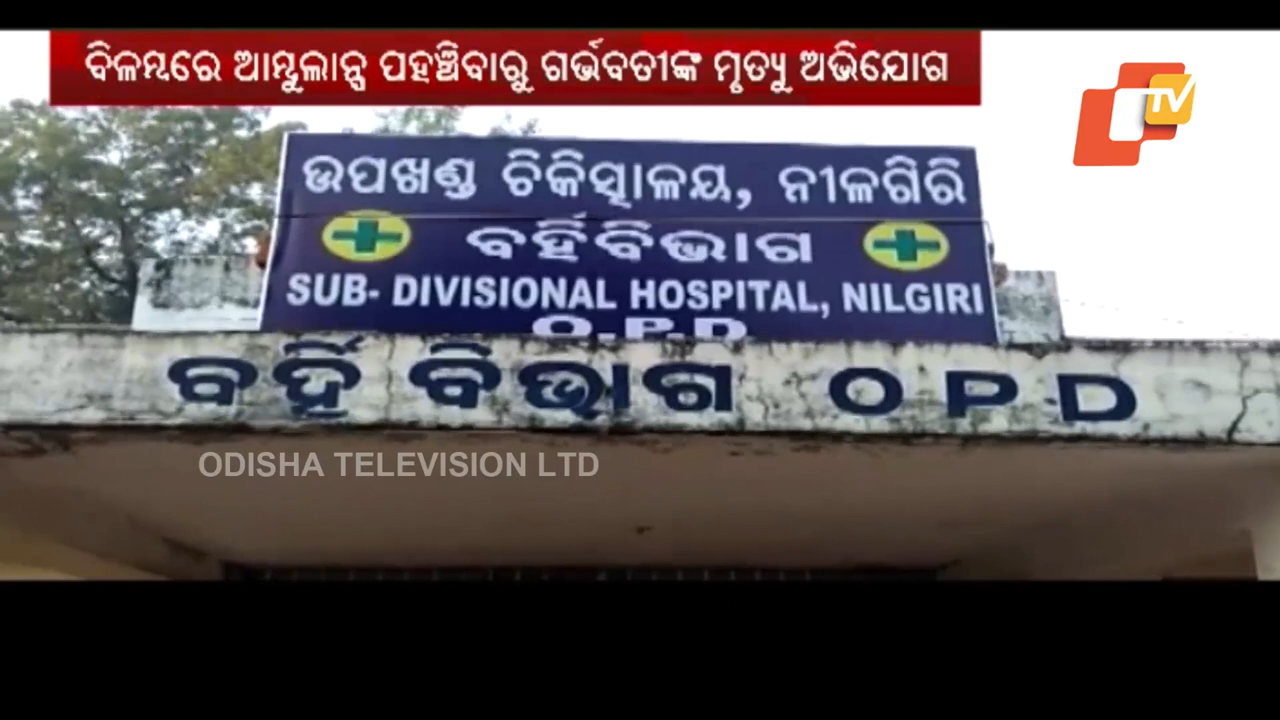 ବିଳମ୍ବରେ ଆମ୍ବୁଲାନ୍ସ ପହଞ୍ଚିବାରୁ ଗର୍ଭବତୀଙ୍କ ମୃତ୍ୟୁ ଅଭିଯୋଗ
TV
ଉପଖଣ୍ଡ ଚିକିତ୍ସାଳୟ, ନୀଳଗିରି
ବର୍ହିବିଭାଗ
SUB- DIVISIONAL HOSPITAL, NILGIRI
O.P.D
ବର୍ହି ବିଭାଗ O P D
ODISHA TELEVISION LTD